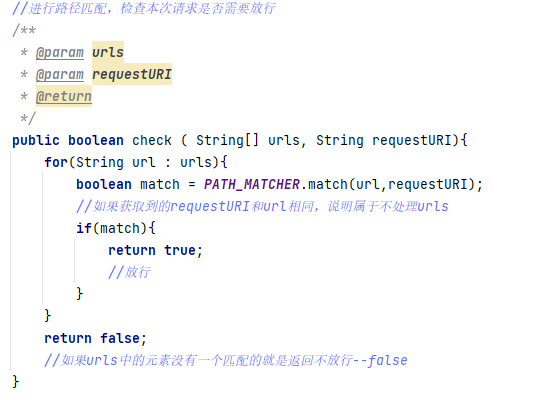 //进行路径匹配，检查本次请求是否需要放行
/**
 * @param urls
 * @param requestURI
 * @return
 */
public boolean check ( String[] urls, String requestURI){
    for(String url : urls){
        boolean match = PATH_MATCHER.match(url,requestURI);
        //如果获取到的requestURI和url相同，说明属于不处理urls
        if(match){
            return true;
            //放行
        }
    }
    return false;
    //如果urls中的元素没有一个匹配的就是返回不放行--false
}